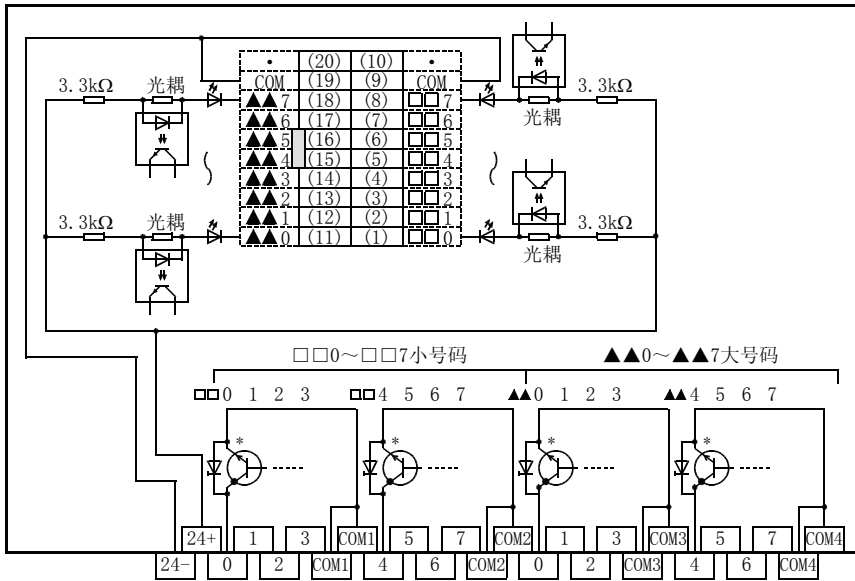 · (20) (10) ·
COM (19) (9) COM
3.3kΩ 光耦 ▲▲7 (18) (8) □□7 光耦 3.3kΩ
▲▲6 (17) (7) □□6
▲▲5 (16) (6) □□5
▲▲4 (15) (5) □□4
▲▲3 (14) (4) □□3
▲▲2 (13) (3) □□2
▲▲1 (12) (2) □□1
3.3kΩ 光耦 ▲▲0 (11) (1) □□0 光耦 3.3kΩ
□□0～□□7小号码 ▲▲0～▲▲7大号码
□□0 1 2 3 □□4 5 6 7 ▲▲0 1 2 3 ▲▲4 5 6 7
* * * *
24+ 1 3 COM1 5 7 COM2 1 3 COM3 5 7 COM4
24- 0 2 COM1 4 6 COM2 0 2 COM3 4 6 COM4